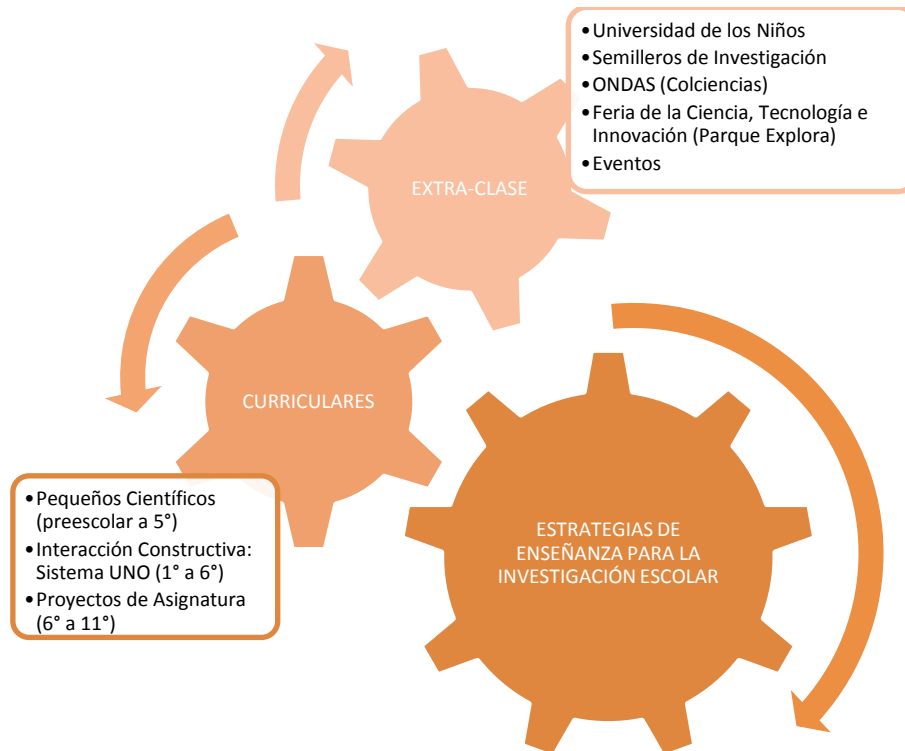 •Universidad de los Niños
•Semilleros de Investigación
•ONDAS (Colciencias)
•Feria de la Ciencia, Tecnología e
Innovación (Parque Explora)
•Eventos
EXTRA-CLASE
CURRICULARES
•Pequeños Científicos
(preescolar a 5°)
•Interacción Constructiva:
Sistema UNO (1° a 6°)
•Proyectos de Asignatura
(6° a 11°)
ESTRATEGIAS DE
ENSEÑANZA PARA LA
INVESTIGACIÓN ESCOLAR